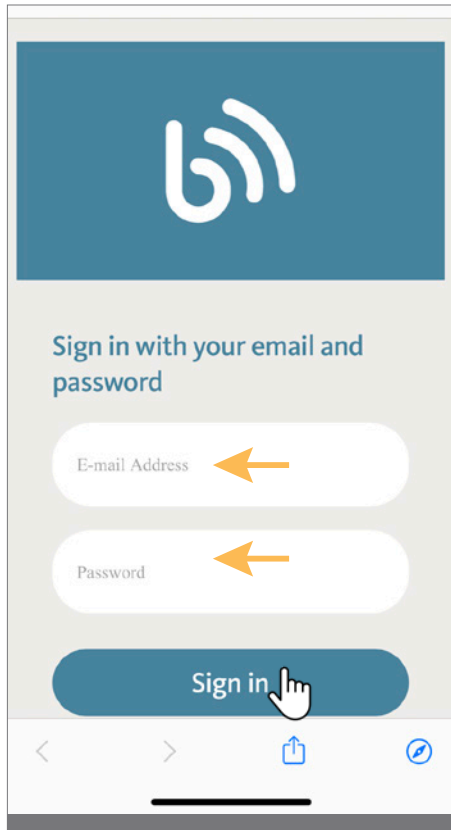 Sign in with your email and
password
E-mail Address
Password
Sign in